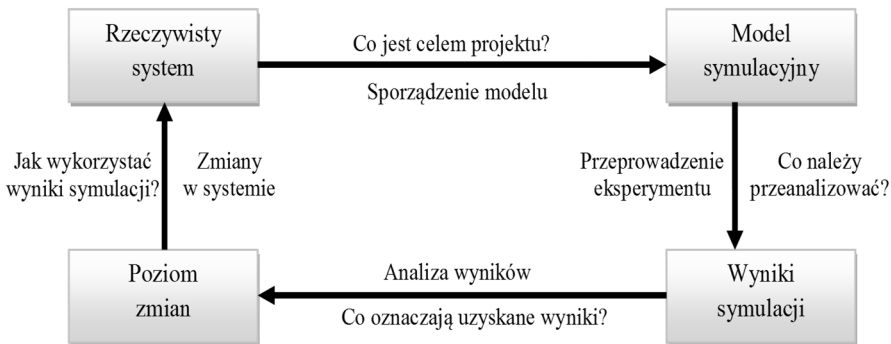 Rzeczywisty
system
Co jest celem projektu?
Sporządzenie modelu
Model
symulacyjny
Jak wykorzystać
wyniki symulacji?
Zmiany
w systemie
Przeprowadzenie
eksperymentu
Co należy
przeanalizować?
Poziom
zmian
Analiza wyników
Co oznaczają uzyskane wyniki?
Wyniki
symulacji